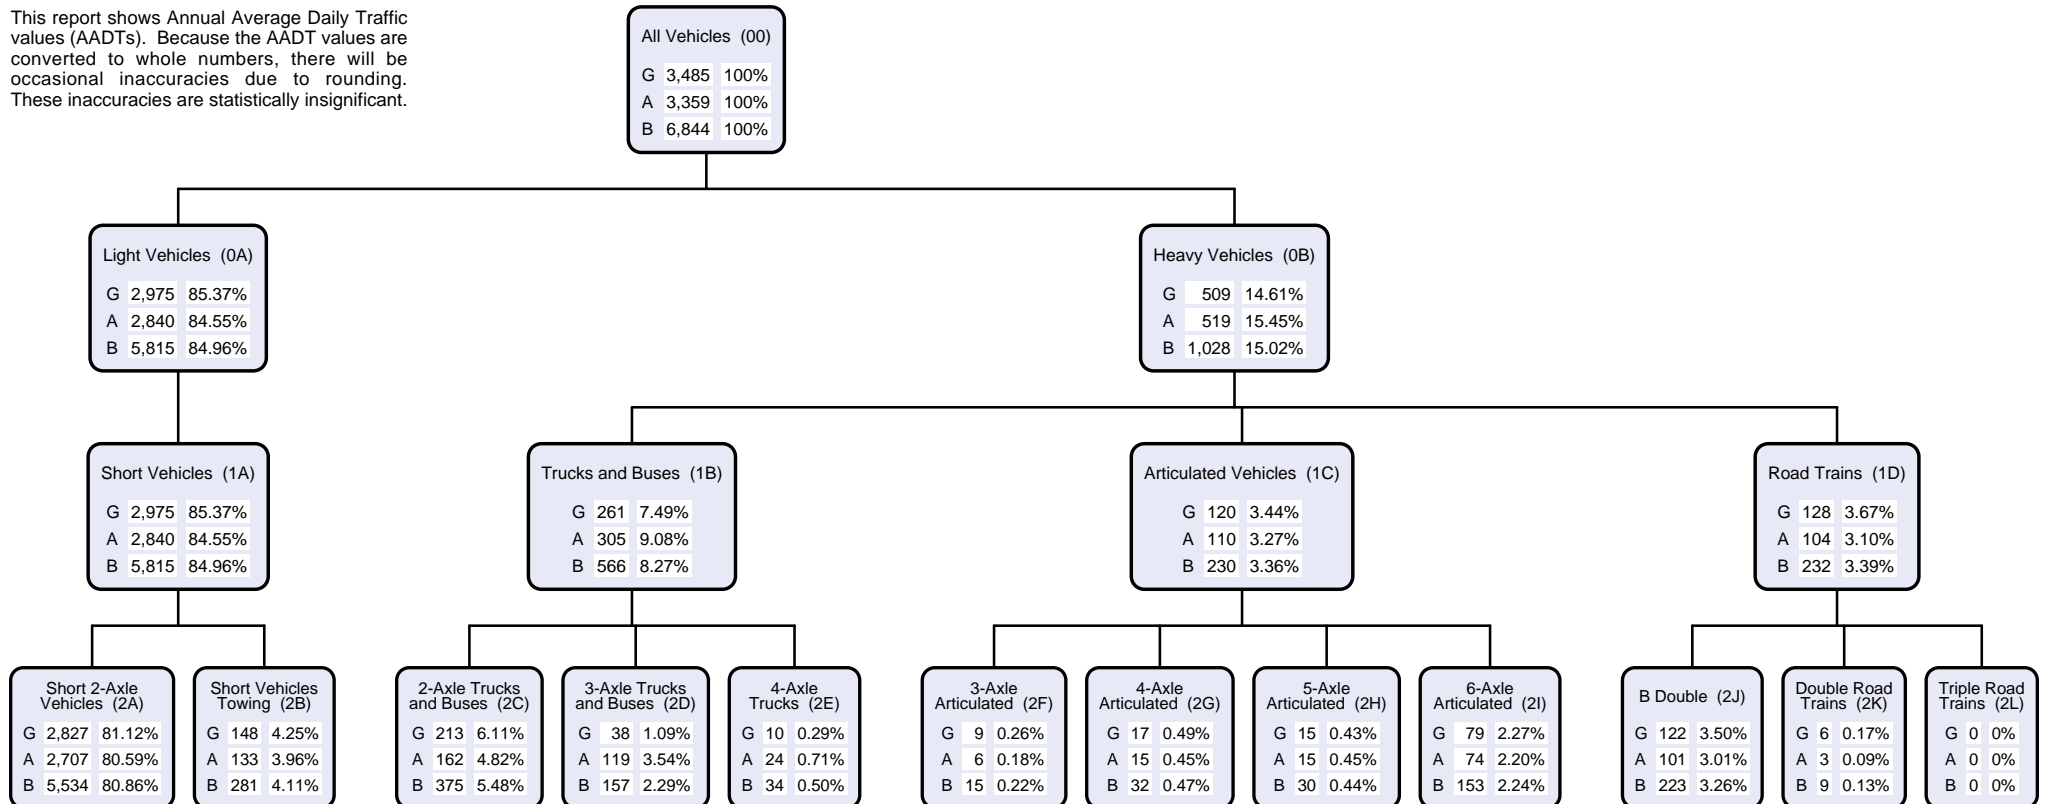 This report shows Annual Average Daily Traffic
values (AADTs). Because the AADT values are
converted to whole numbers, there will be
occasional inaccuracies due to rounding.
These inaccuracies are statistically insignificant.
All Vehicles (00)
G 3,485 100%
A 3,359 100%
B 6,844 100%
Light Vehicles (0A)
G 2,975 85.37%
A 2,840 84.55%
B 5,815 84.96%
Heavy Vehicles (0B)
G 509 14.61%
A 519 15.45%
B 1,028 15.02%
Short Vehicles (1A)
G 2,975 85.37%
A 2,840 84.55%
B 5,815 84.96%
Trucks and Buses (1B)
G 261 7.49%
A 305 9.08%
B 566 8.27%
Articulated Vehicles (1C)
G 120 3.44%
A 110 3.27%
B 230 3.36%
Road Trains (1D)
G 128 3.67%
A 104 3.10%
B 232 3.39%
Short 2-Axle
Vehicles (2A)
G 2,827 81.12%
A 2,707 80.59%
B 5,534 80.86%
Short Vehicles
Towing (2B)
G 148 4.25%
A 133 3.96%
B 281 4.11%
2-Axle Trucks
and Buses (2C)
G 213 6.11%
A 162 4.82%
B 375 5.48%
3-Axle Trucks
and Buses (2D)
G 38 1.09%
A 119 3.54%
B 157 2.29%
4-Axle
Trucks (2E)
G 10 0.29%
A 24 0.71%
B 34 0.50%
3-Axle
Articulated (2F)
G 9 0.26%
A 6 0.18%
B 15 0.22%
4-Axle
Articulated (2G)
G 17 0.49%
A 15 0.45%
B 32 0.47%
5-Axle
Articulated (2H)
G 15 0.43%
A 15 0.45%
B 30 0.44%
6-Axle
Articulated (2I)
G 79 2.27%
A 74 2.20%
B 153 2.24%
B Double (2J)
G 122 3.50%
A 101 3.01%
B 223 3.26%
Double Road
Trains (2K)
G 6 0.17%
A 3 0.09%
B 9 0.13%
Triple Road
Trains (2L)
G 0 0%
A 0 0%
B 0 0%